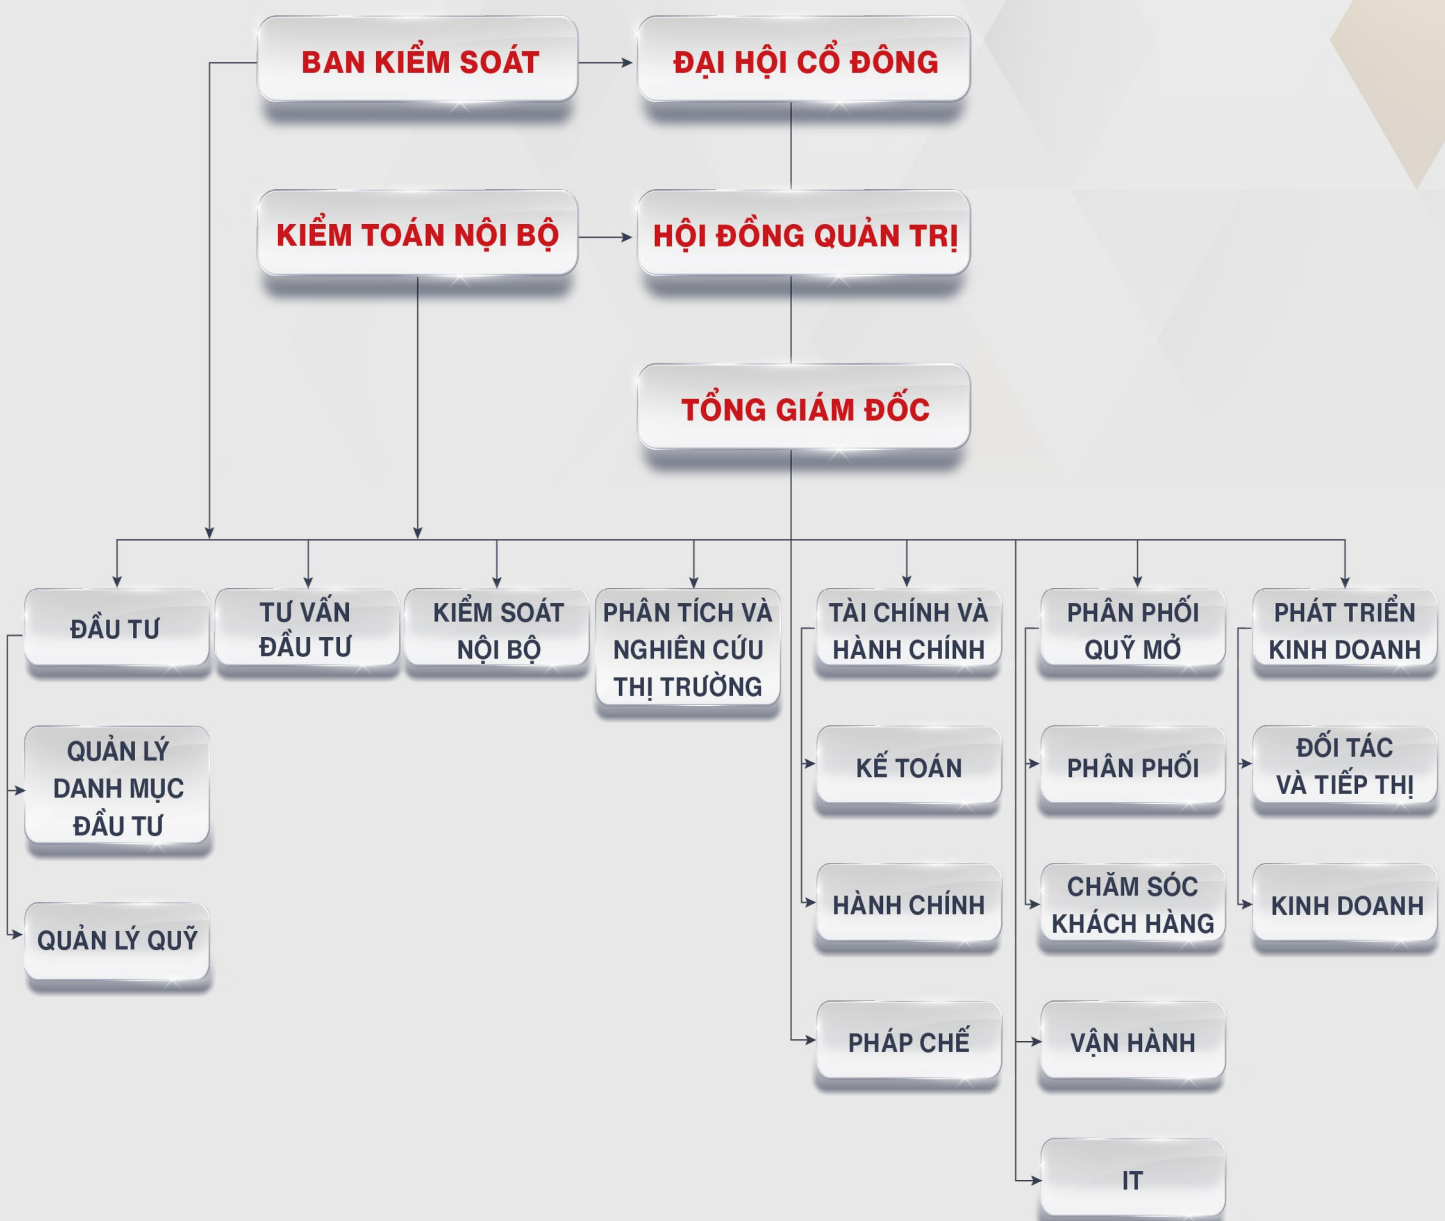 BAN KIỂM SOÁT
ĐẠI HỘI CỔ ĐÔNG
KIỂM TOÁN NỘI BỘ
HỘI ĐỒNG QUẢN TRỊ
TỔNG GIÁM ĐỐC
ĐẦU TƯ
TƯ VẤN
ĐẦU TƯ
KIỂM SOÁT
NỘI BỘ
PHÂN TÍCH VÀ
NGHIÊN CỨU
THỊ TRƯỜNG
TÀI CHÍNH VÀ
HÀNH CHÍNH
PHÂN PHỐI
QUỸ MỞ
PHÁT TRIỂN
KINH DOANH
QUẢN LÝ
DANH MỤC
ĐẦU TƯ
KẾ TOÁN
PHÂN PHỐI
ĐỐI TÁC
VÀ TIẾP THỊ
QUẢN LÝ QUỸ
HÀNH CHÍNH
CHĂM SÓC
KHÁCH HÀNG
KINH DOANH
PHÁP CHẾ
VẬN HÀNH
IT